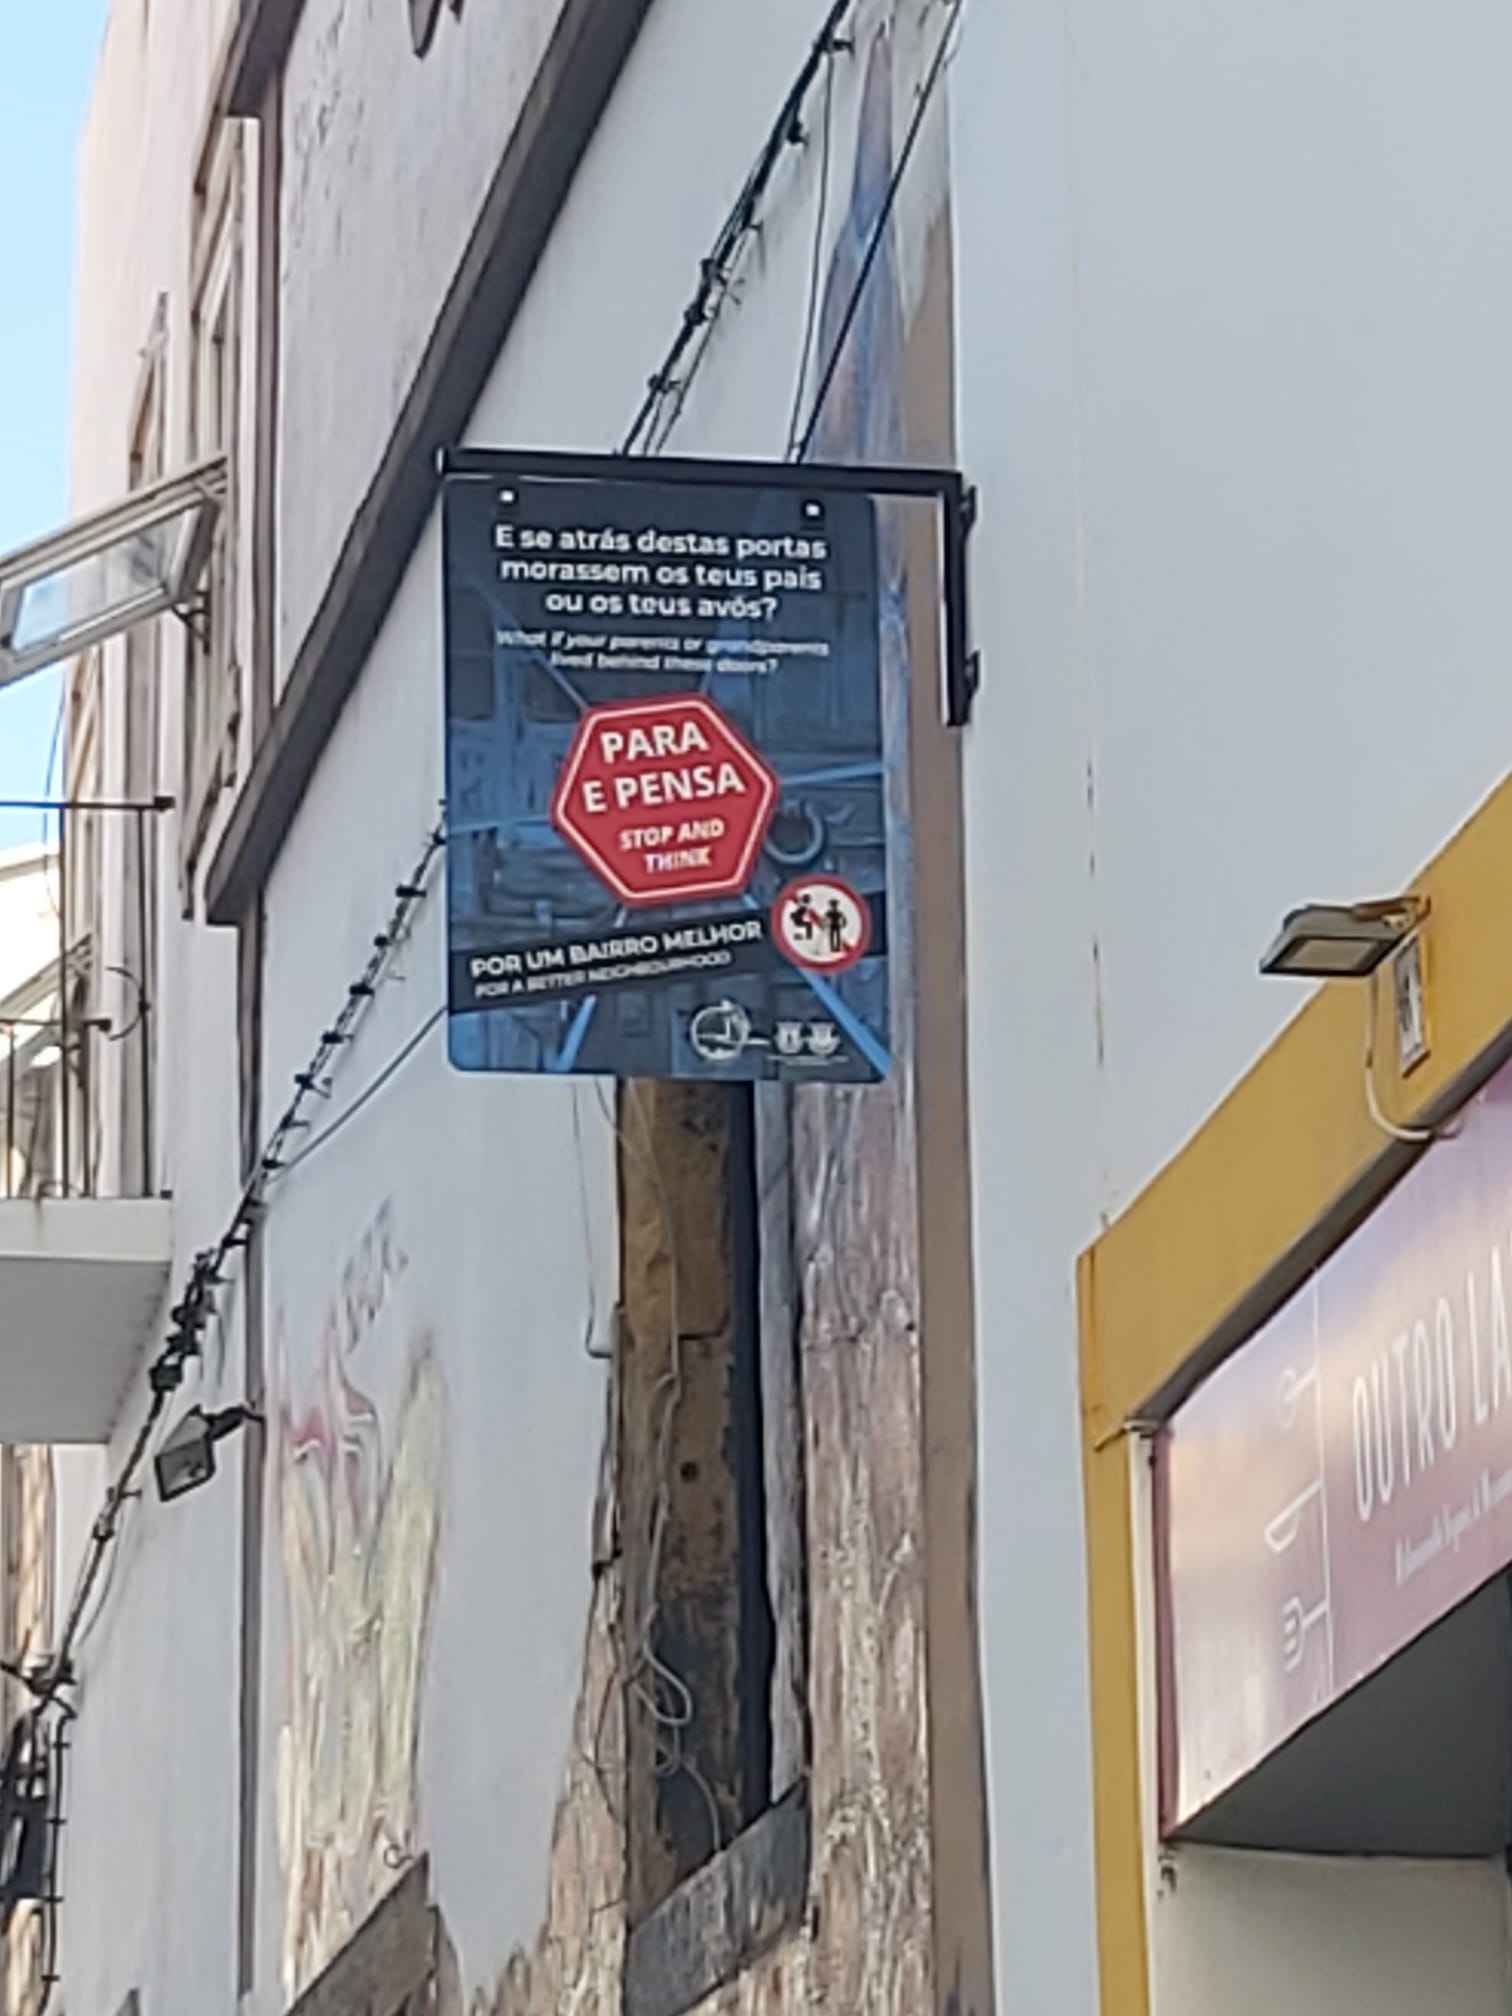 E se atrás destas portas
morassem os teus pais
ou os teus avós?
What if your parents or grandparents
lived behind these doors?
PARA
E PENSA
STOP AND
THINK
POR UM BAIRRO MELHOR
FOR A BETTER NEIGHBOURHOOD
OUTRO LA